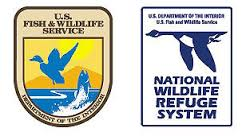 U.S.
FISH & WILDLIFE
SERVICE
DEPARTMENT OF THE INTERIOR
U.S. DEPARTMENT OF THE INTERIOR
U.S. Fish and Wildlife Service
NATIONAL
WILDLIFE
REFUGE
SYSTEM